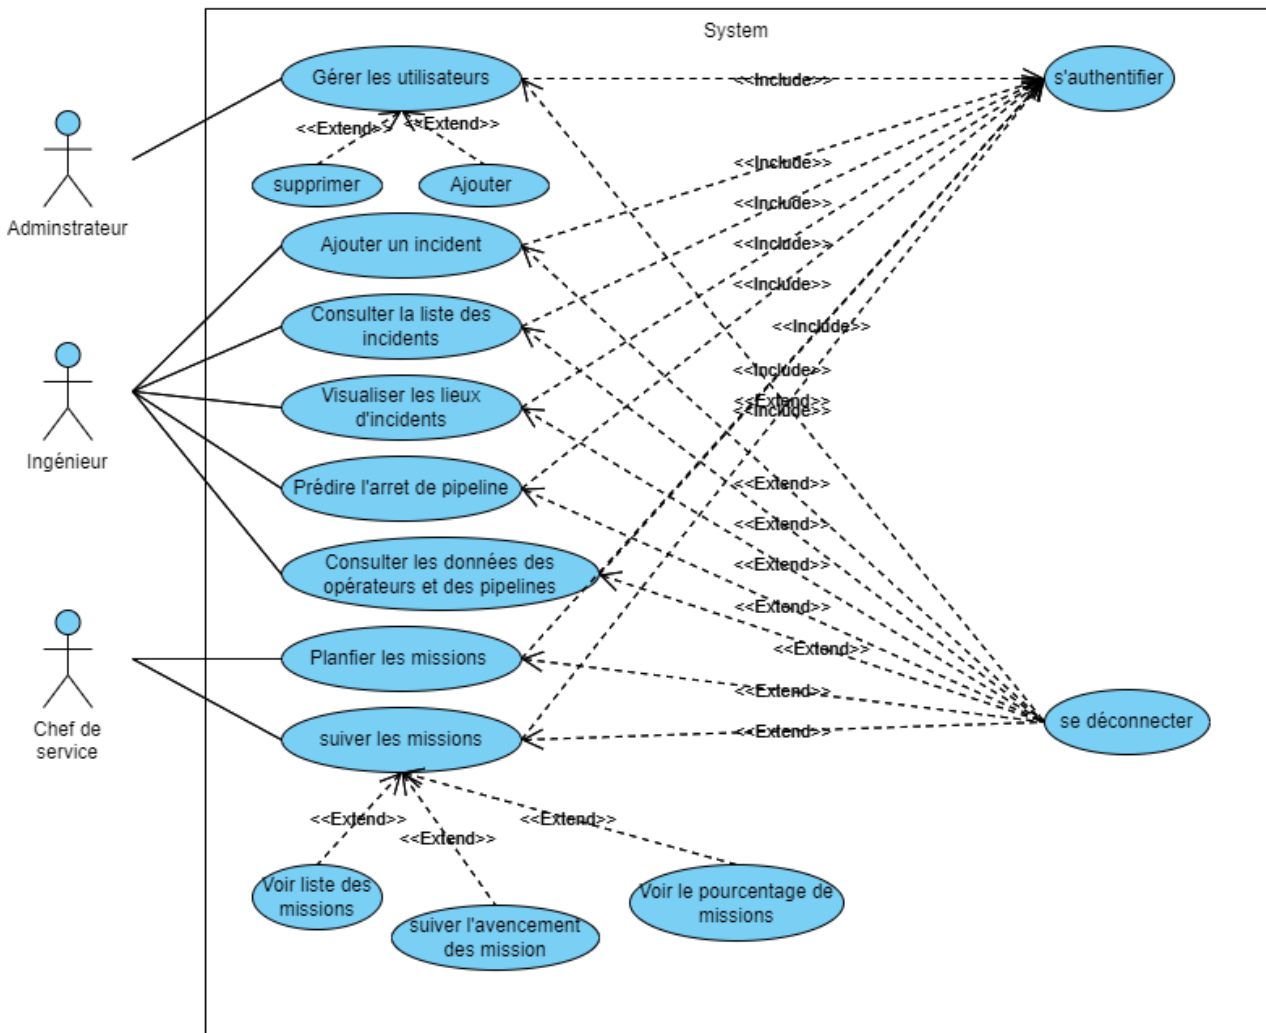 System
Gérer les utilisateurs
<<Include>>
s'authentifier
<<Extend>>
<<Extend>>
supprimer
Ajouter
Adminstrateur
<<Include>>
<<Include>>
Ajouter un incident
<<Include>>
<<Include>>
Consulter la liste des
incidents
<<Include>>
<<Include>>
<<Extend>>
<<Include>>
Visualiser les lieux
d'incidents
Ingénieur
Prédire l'arret de pipeline
<<Extend>>
<<Extend>>
<<Extend>>
Consulter les données des
opérateurs et des pipelines
<<Extend>>
<<Extend>>
Planfier les missions
<<Extend>>
<<Extend>>
se déconnecter
Chef de
service
suiver les missions
<<Extend>>
<<Extend>>
<<Extend>>
Voir liste des
missions
suiver l'avencement
des mission
Voir le pourcentage de
missions